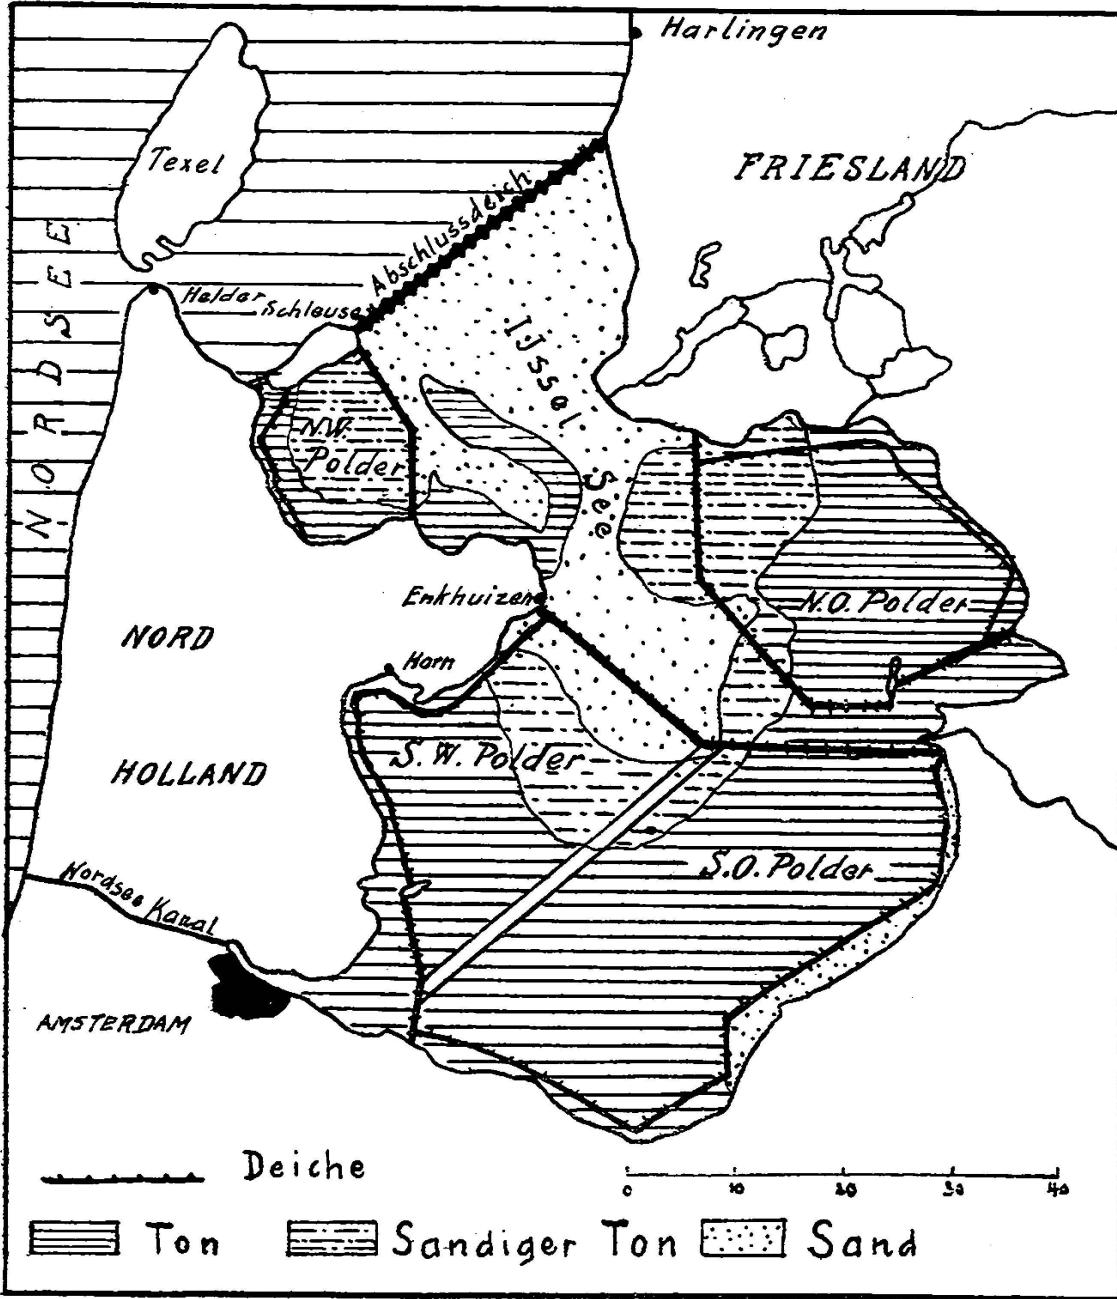 Harlingen
FRIESLAND
Texel
NORDSEE
Abschlussdeich
Helder
Schleuse
IJssel
See
N.W.
Polder
Enkhuizen
N.O. Polder
NORD
Horn
S.W. Polder
HOLLAND
S.O. Polder
Nordsee Kanal
AMSTERDAM
Deiche
0 10 20 30 40
Ton Sandiger Ton Sand